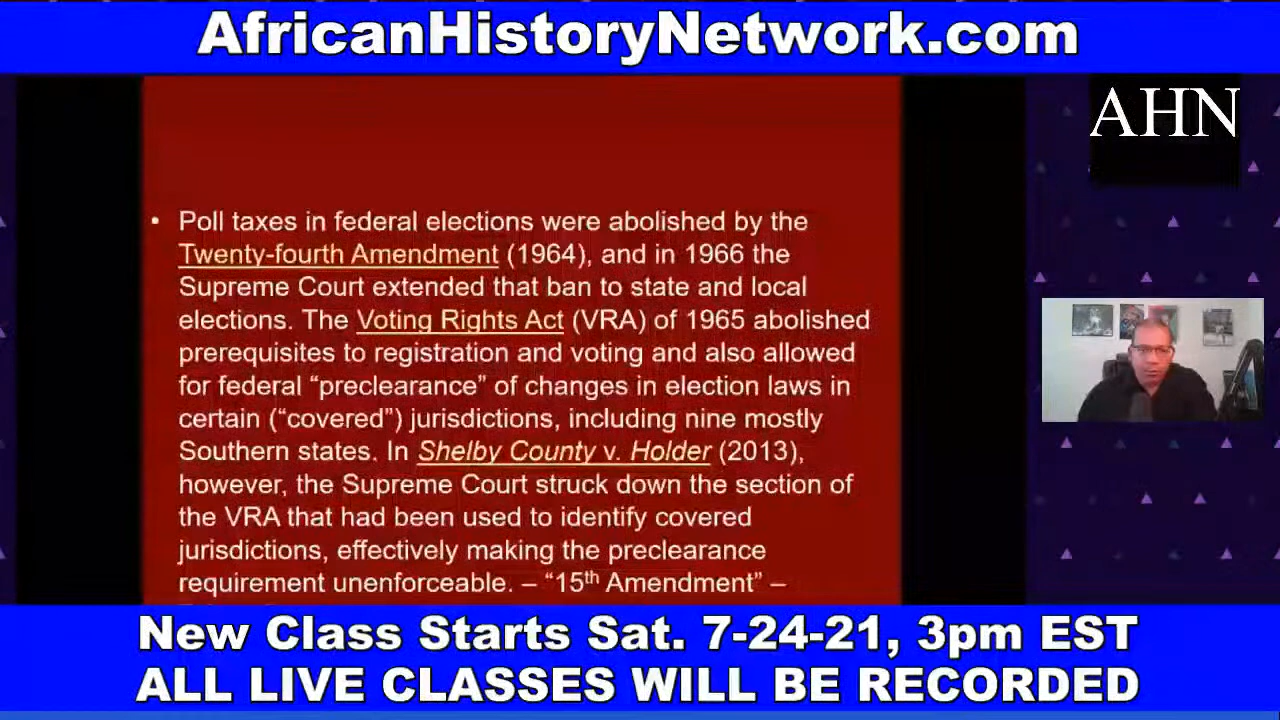 AfricanHistoryNetwork.com
AHN
• Poll taxes in federal elections were abolished by the
Twenty-fourth Amendment (1964), and in 1966 the
Supreme Court extended that ban to state and local
elections. The Voting Rights Act (VRA) of 1965 abolished
prerequisites to registration and voting and also allowed
for federal “preclearance” of changes in election laws in
certain (“covered”) jurisdictions, including nine mostly
Southern states. In Shelby County v. Holder (2013),
however, the Supreme Court struck down the section of
the VRA that had been used to identify covered
jurisdictions, effectively making the preclearance
requirement unenforceable. – “15th Amendment” –
New Class Starts Sat. 7-24-21, 3pm EST
ALL LIVE CLASSES WILL BE RECORDED